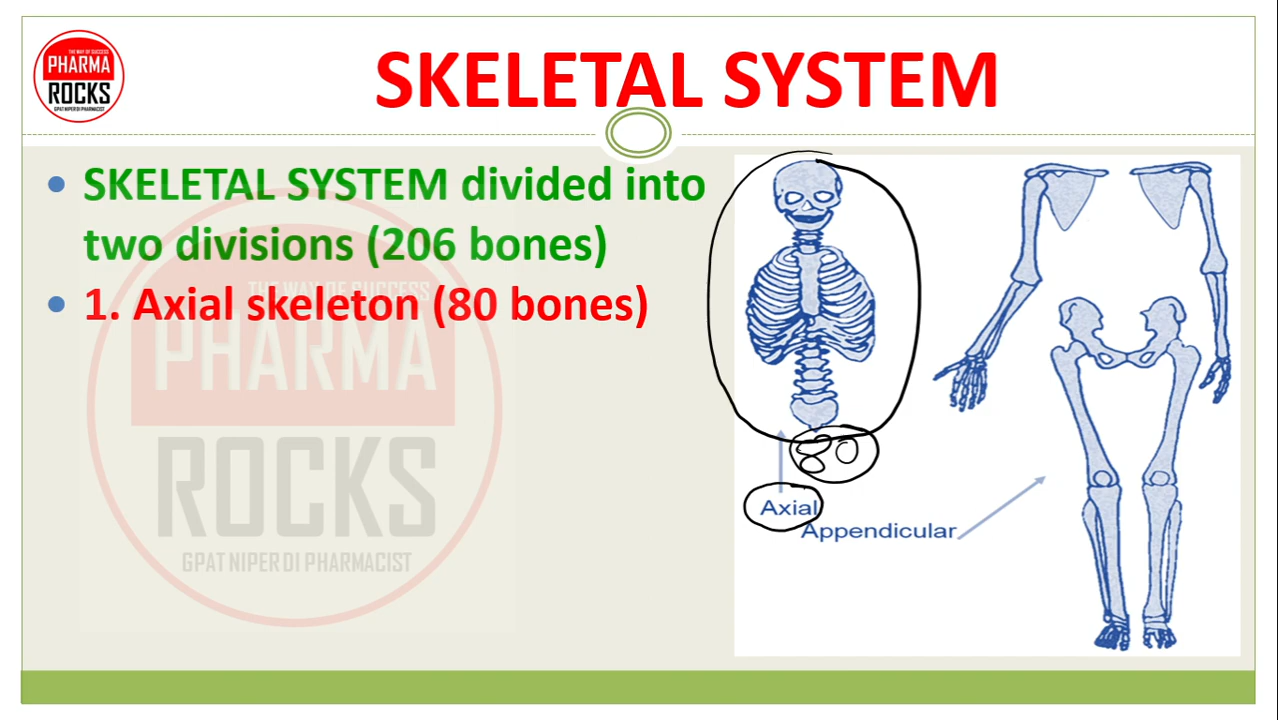 THE WAY OF SUCCESS
PHARMA
ROCKS
GPAT NIPER DI PHARMACIST
SKELETAL SYSTEM
• SKELETAL SYSTEM divided into
two divisions (206 bones)
• 1. Axial skeleton (80 bones)
THE WAY OF SUCCESS
PHARMA
ROCKS
GPAT NIPER DI PHARMACIST
80
Axial
Appendicular